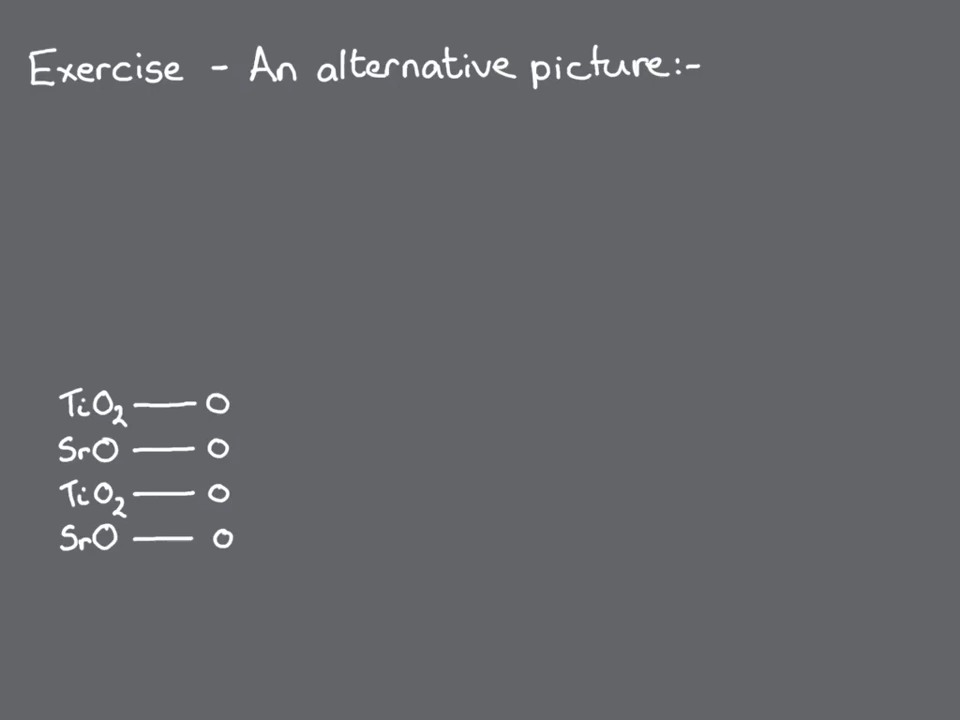 Exercise - An alternative picture:-
TiO₂ — 0
SrO — 0
TiO₂ — 0
SrO — 0